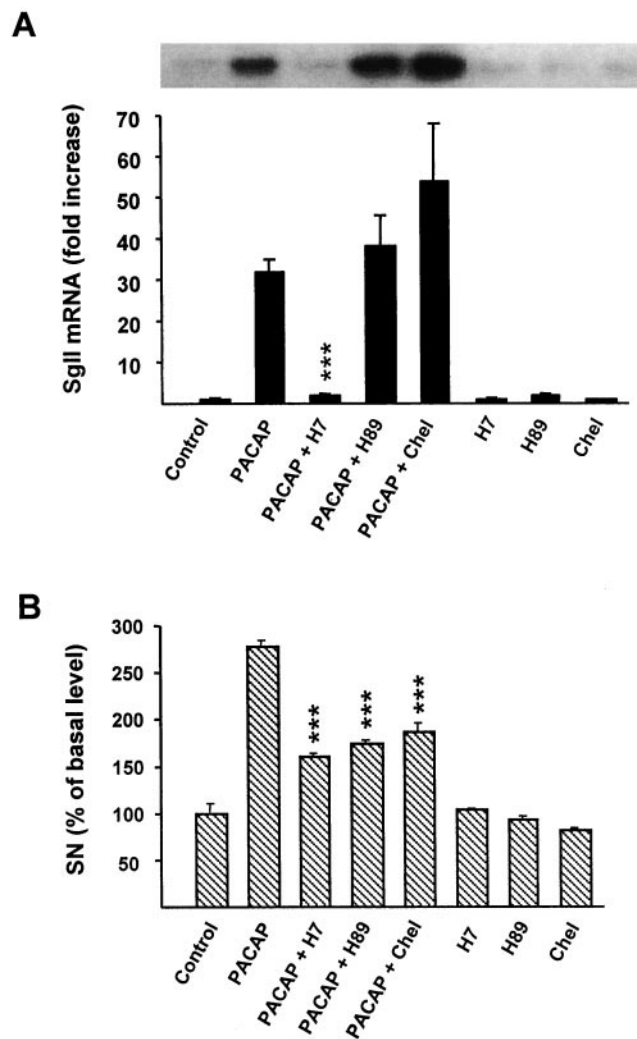 A
SgII mRNA (fold increase)
70
60
50
40
30
20
10
***
Control
PACAP
PACAP + H7
PACAP + H89
PACAP + Chel
H7
H89
Chel
B
SN (% of basal level)
300
250
200
150
100
50
***
***
***
Control
PACAP
PACAP + H7
PACAP + H89
PACAP + Chel
H7
H89
Chel